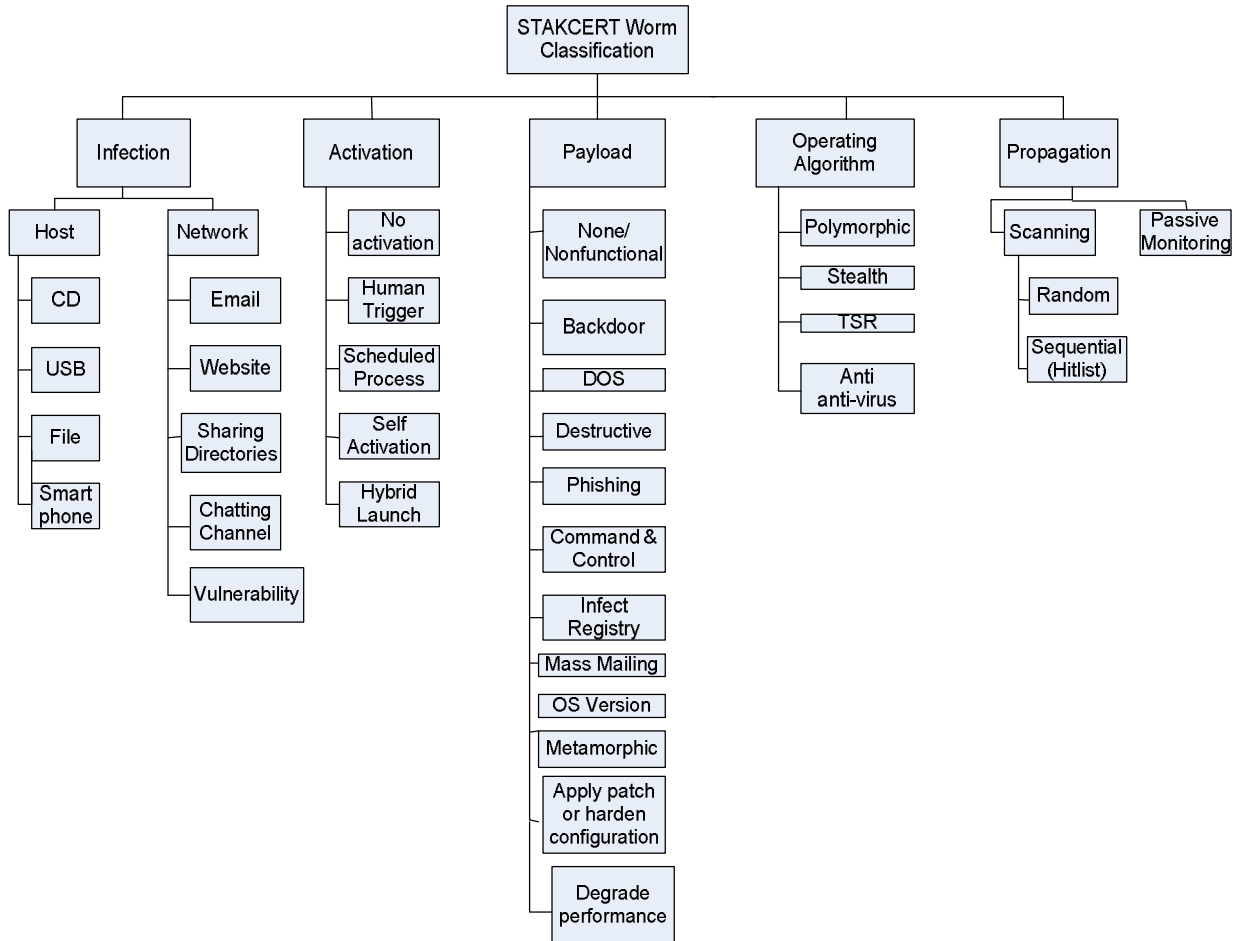 STAKCERT Worm
Classification
Infection
Host
CD
USB
File
Smart
phone
Network
Email
Website
Sharing
Directories
Chatting
Channel
Vulnerability
Activation
No
activation
Human
Trigger
Scheduled
Process
Self
Activation
Hybrid
Launch
Payload
None/
Nonfunctional
Backdoor
DOS
Destructive
Phishing
Command &
Control
Infect
Registry
Mass Mailing
OS Version
Metamorphic
Apply patch
or harden
configuration
Degrade
performance
Operating
Algorithm
Polymorphic
Stealth
TSR
Anti
anti-virus
Propagation
Scanning
Random
Sequential
(Hitlist)
Passive
Monitoring